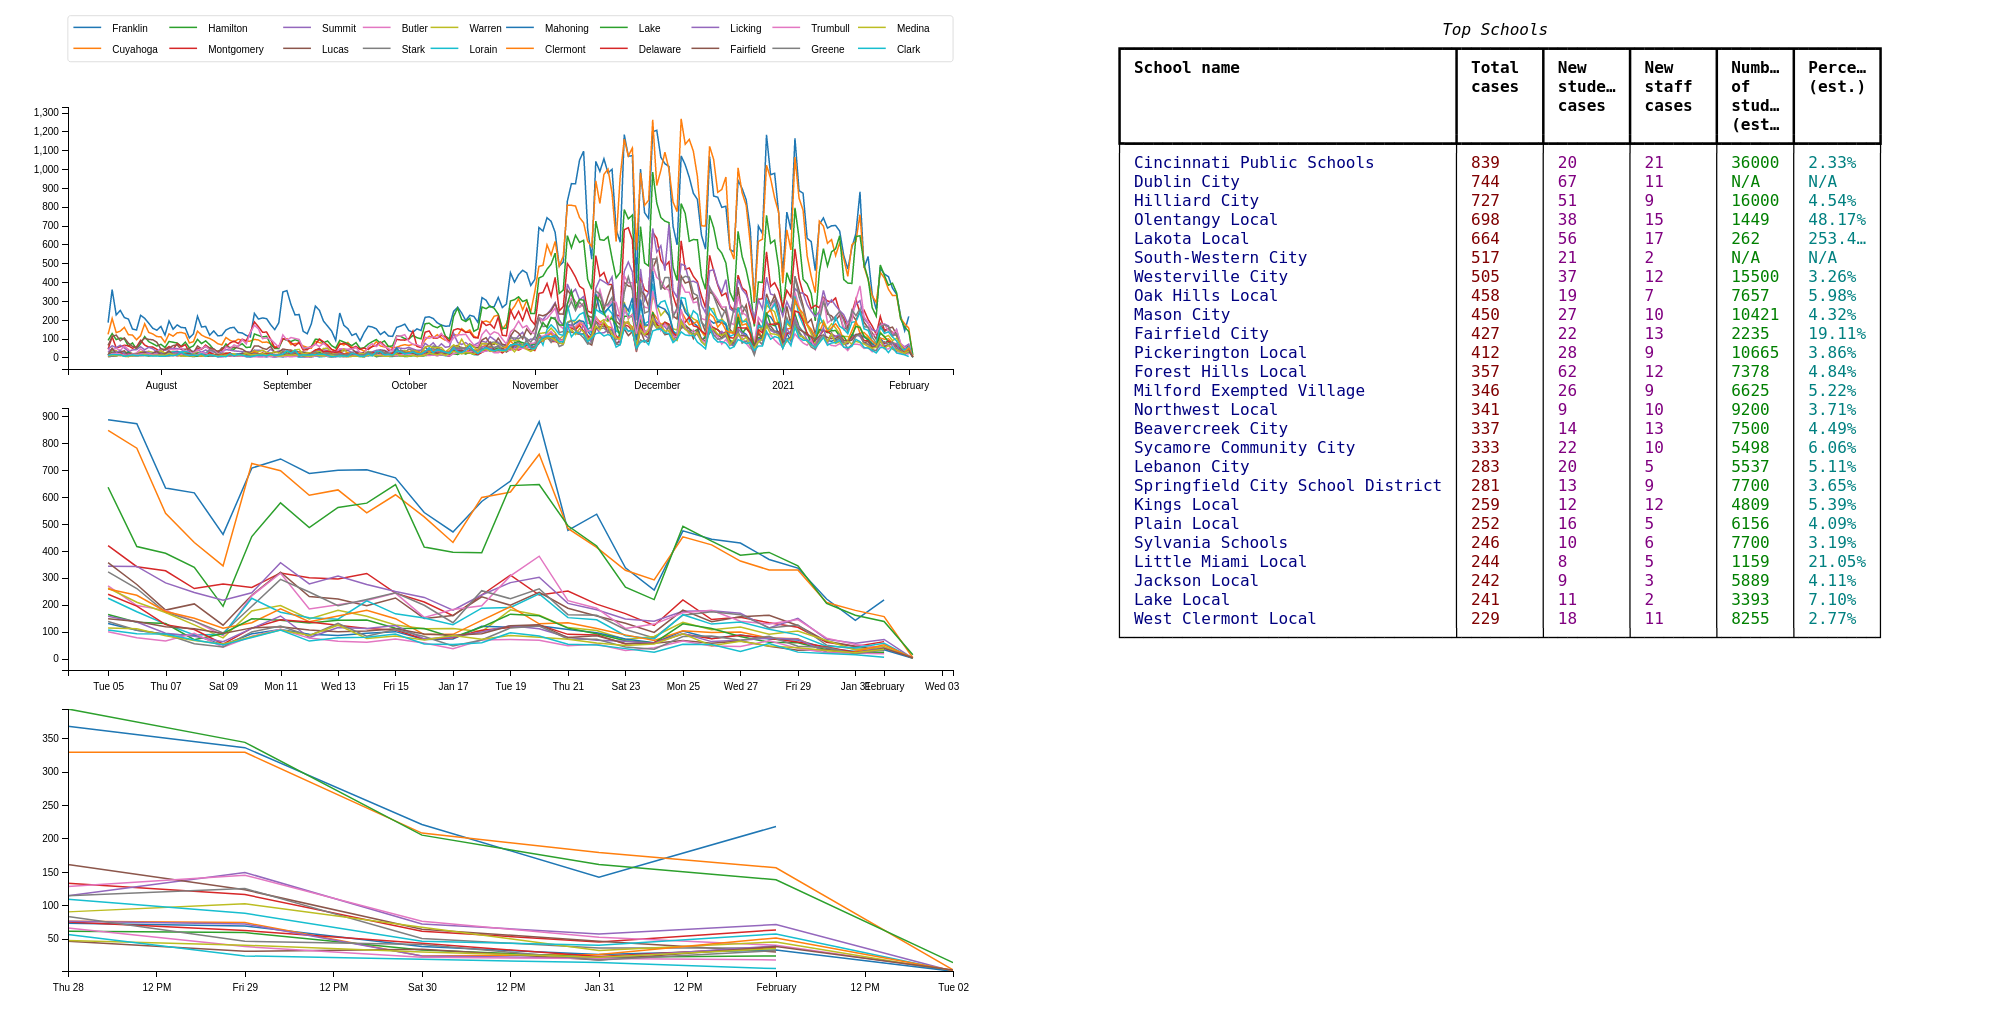 Franklin Hamilton Summit Butler Warren Mahoning Lake Licking Trumbull Medina
Cuyahoga Montgomery Lucas Stark Lorain Clermont Delaware Fairfield Greene Clark
1,300
1,200
1,100
1,000
900
800
700
600
500
400
300
200
100
0
August September October November December 2021 February
900
800
700
600
500
400
300
200
100
0
Tue 05 Thu 07 Sat 09 Mon 11 Wed 13 Fri 15 Jan 17 Tue 19 Thu 21 Sat 23 Mon 25 Wed 27 Fri 29 Jan 31 February Wed 03
350
300
250
200
150
100
50
Thu 28 12 PM Fri 29 12 PM Sat 30 12 PM Jan 31 12 PM February 12 PM Tue 02
Top Schools
School name Total New New Numb… Perce…
cases stude… staff of (est.)
cases cases stud…
(est…
Cincinnati Public Schools 839 20 21 36000 2.33%
Dublin City 744 67 11 N/A N/A
Hilliard City 727 51 9 16000 4.54%
Olentangy Local 698 38 15 1449 48.17%
Lakota Local 664 56 17 262 253.4…
South-Western City 517 21 2 N/A N/A
Westerville City 505 37 12 15500 3.26%
Oak Hills Local 458 19 7 7657 5.98%
Mason City 450 27 10 10421 4.32%
Fairfield City 427 22 13 2235 19.11%
Pickerington Local 412 28 9 10665 3.86%
Forest Hills Local 357 62 12 7378 4.84%
Milford Exempted Village 346 26 9 6625 5.22%
Northwest Local 341 9 10 9200 3.71%
Beavercreek City 337 14 13 7500 4.49%
Sycamore Community City 333 22 10 5498 6.06%
Lebanon City 283 20 5 5537 5.11%
Springfield City School District 281 13 9 7700 3.65%
Kings Local 259 12 12 4809 5.39%
Plain Local 252 16 5 6156 4.09%
Sylvania Schools 246 10 6 7700 3.19%
Little Miami Local 244 8 5 1159 21.05%
Jackson Local 242 9 3 5889 4.11%
Lake Local 241 11 2 3393 7.10%
West Clermont Local 229 18 11 8255 2.77%